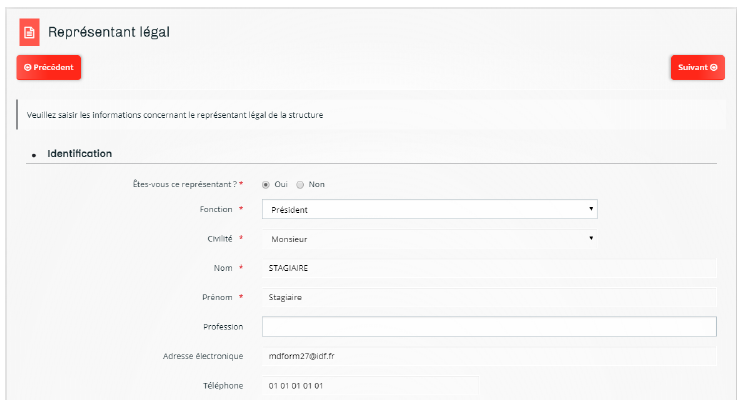 Représentant légal
Précédent
Suivant
Veuillez saisir les informations concernant le représentant légal de la structure
Identification
Êtes-vous ce représentant ? * Oui Non
Fonction * Président
Civilité * Monsieur
Nom * STAGIAIRE
Prénom * Stagiaire
Profession
Adresse électronique mdform27@idf.fr
Téléphone 01 01 01 01 01